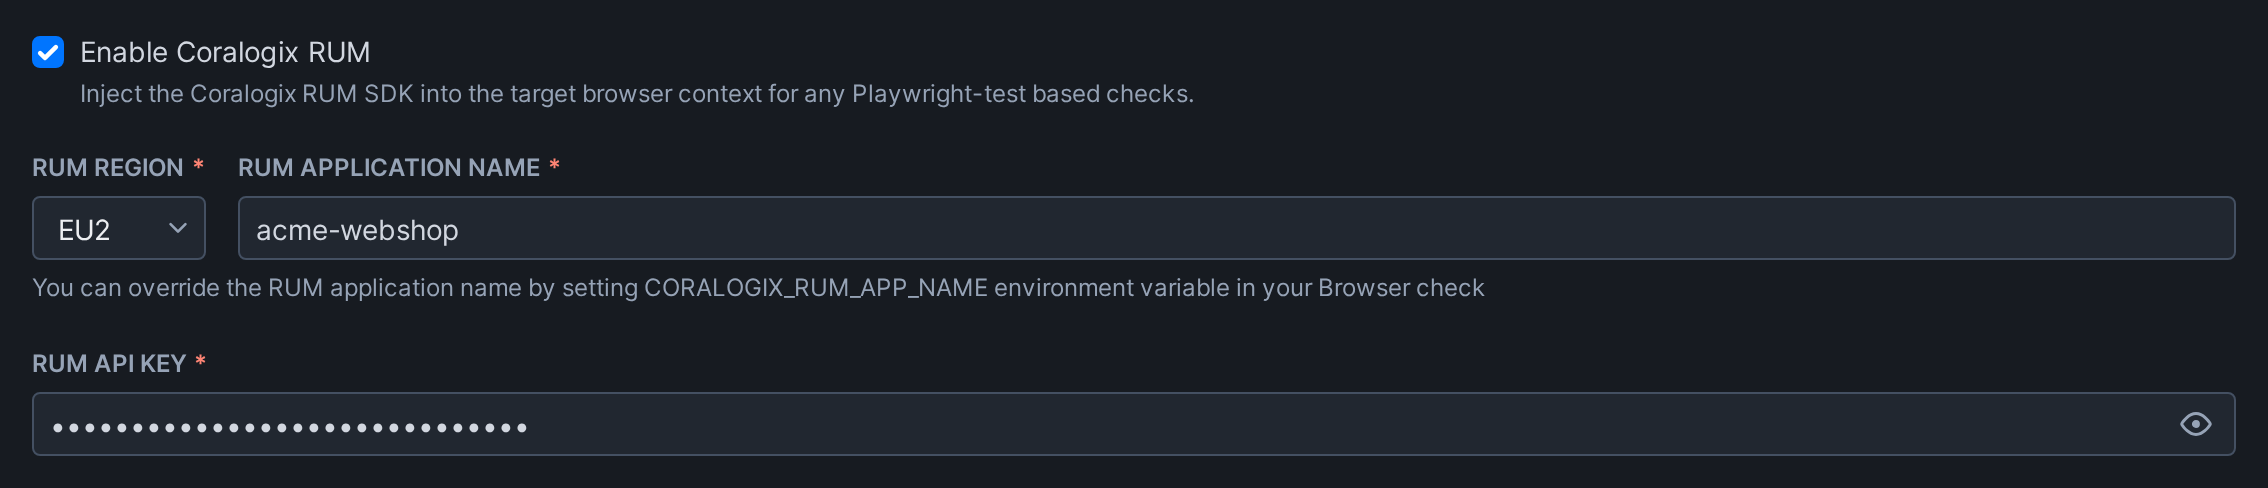 Enable Coralogix RUM
Inject the Coralogix RUM SDK into the target browser context for any Playwright-test based checks.
RUM REGION * RUM APPLICATION NAME *
EU2 acme-webshop
You can override the RUM application name by setting CORALOGIX_RUM_APP_NAME environment variable in your Browser check
RUM API KEY *
••••••••••••••••••••••••••••••